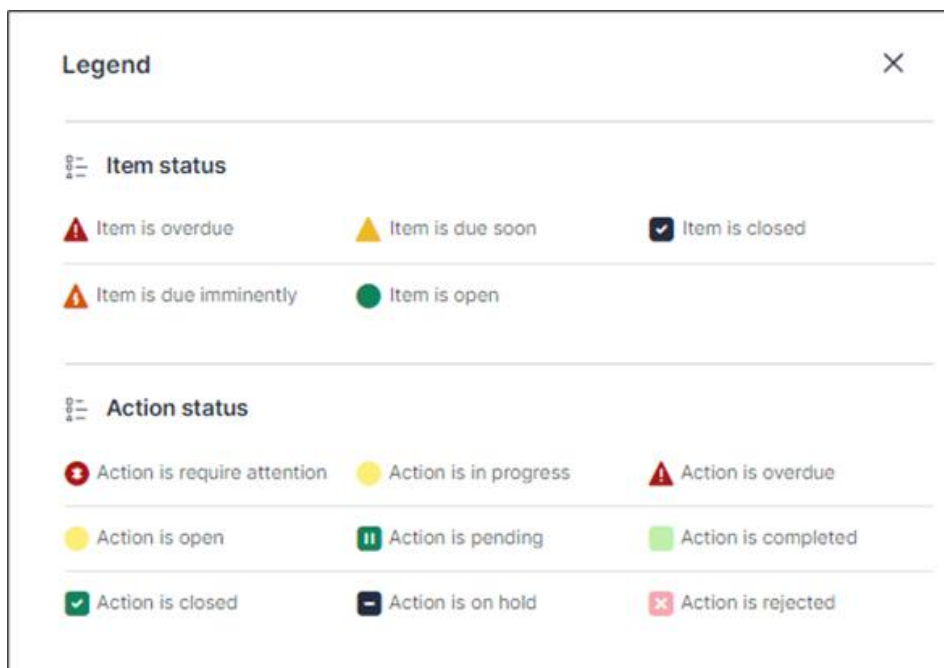 Legend
Item status
Item is overdue
Item is due soon
Item is closed
Item is due imminently
Item is open
Action status
Action is require attention
Action is in progress
Action is overdue
Action is open
Action is pending
Action is completed
Action is closed
Action is on hold
Action is rejected